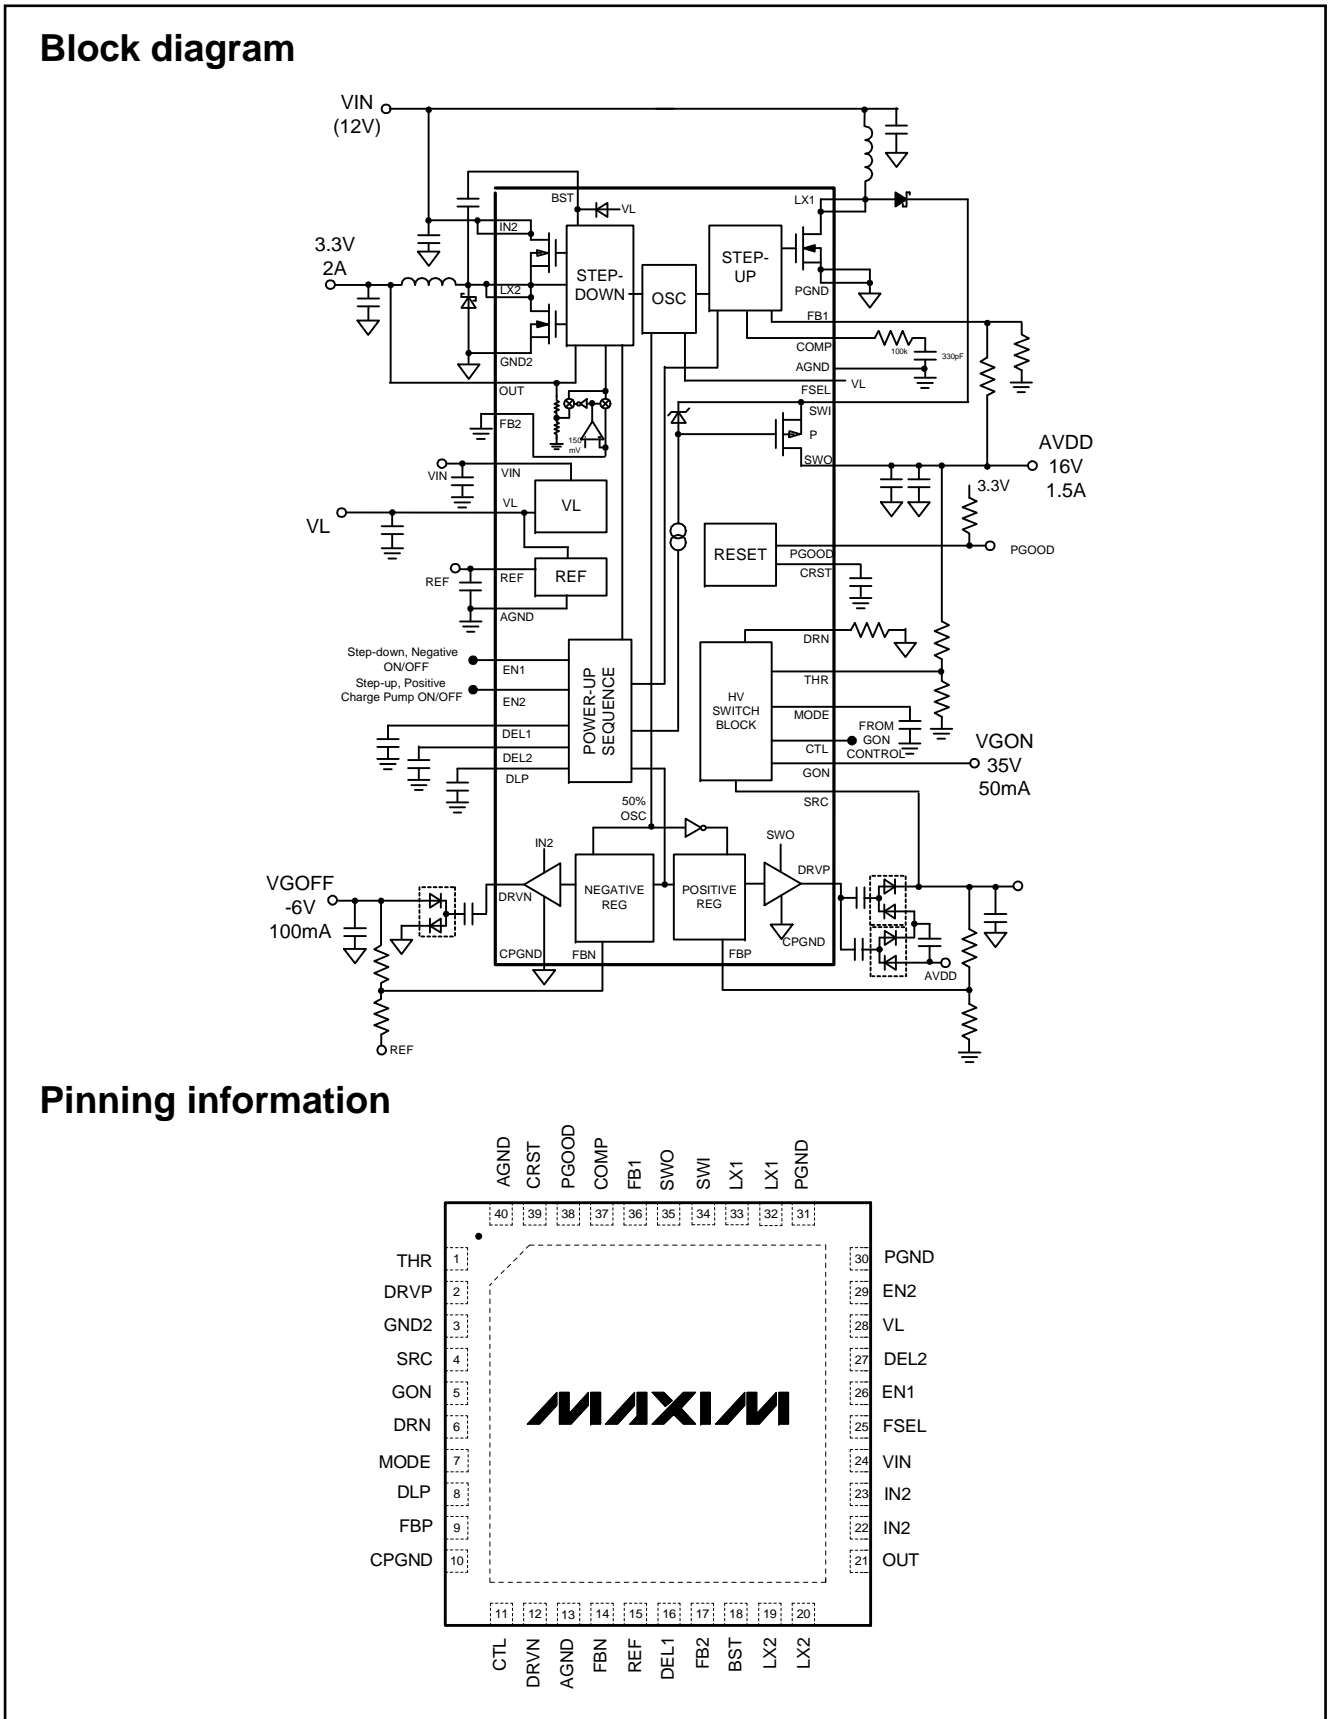 Block diagram
VIN
(12V)
BST
VL
LX1
IN2
3.3V
2A
STEP-
DOWN
OSC
STEP-
UP
LX2
PGND
GND2
FB1
COMP
100k
330pF
AGND
VL
OUT
FSEL
SWI
FB2
150
mV
P
SWO
AVDD
16V
1.5A
VIN
VIN
3.3V
VL
VL
VL
RESET
PGOOD
PGOOD
CRST
REF
REF
REF
AGND
DRN
Step-down, Negative
ON/OFF
EN1
Step-up, Positive
Charge Pump ON/OFF
EN2
POWER-UP
SEQUENCE
THR
HV
SWITCH
BLOCK
MODE
FROM
GON
CONTROL
CTL
DEL1
DEL2
DLP
GON
VGON
35V
50mA
SRC
50%
OSC
IN2
SWO
VGOFF
-6V
100mA
DRVN
NEGATIVE
REG
POSITIVE
REG
DRVP
CPGND
FBN
FBP
CPGND
AVDD
REF
Pinning information
AGND
CRST
PGOOD
COMP
FB1
SWO
SWI
LX1
LX1
PGND
40 39 38 37 36 35 34 33 32 31
THR 1
30 PGND
DRVP 2
29 EN2
GND2 3
28 VL
SRC 4
27 DEL2
GON 5
26 EN1
MAXIM
DRN 6
25 FSEL
MODE 7
24 VIN
DLP 8
23 IN2
FBP 9
22 IN2
CPGND 10
21 OUT
11 12 13 14 15 16 17 18 19 20
CTL
DRVN
AGND
FBN
REF
DEL1
FB2
BST
LX2
LX2